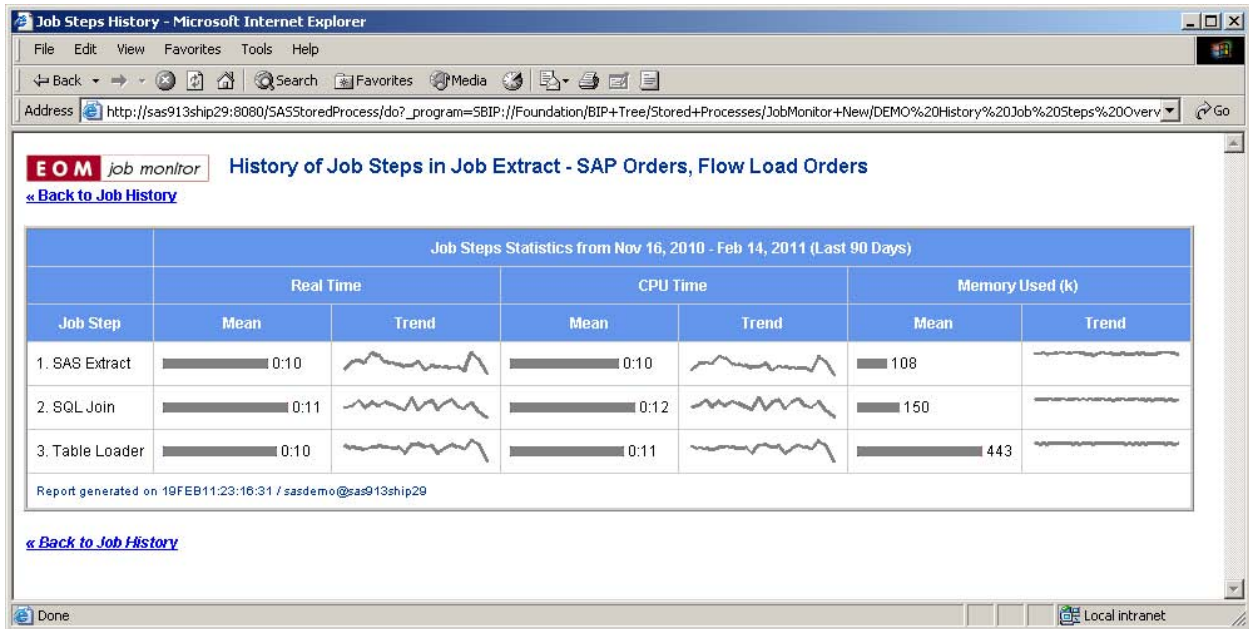 Job Steps History - Microsoft Internet Explorer
File Edit View Favorites Tools Help
Back Search Favorites Media
Address http://sas913ship29:8080/SASStoredProcess/do?_program=SBIP://Foundation/BIP+Tree/Stored+Processes/JobMonitor+New/DEMO%20History%20Job%20Steps%20Overv Go
EOM job monitor History of Job Steps in Job Extract - SAP Orders, Flow Load Orders
« Back to Job History
Job Steps Statistics from Nov 16, 2010 - Feb 14, 2011 (Last 90 Days)
Real Time CPU Time Memory Used (k)
Job Step Mean Trend Mean Trend Mean Trend
1. SAS Extract 0:10 0:10 108
2. SQL Join 0:11 0:12 150
3. Table Loader 0:10 0:11 443
Report generated on 19FEB11:23:16:31 / sasdemo@sas913ship29
« Back to Job History
Done Local intranet